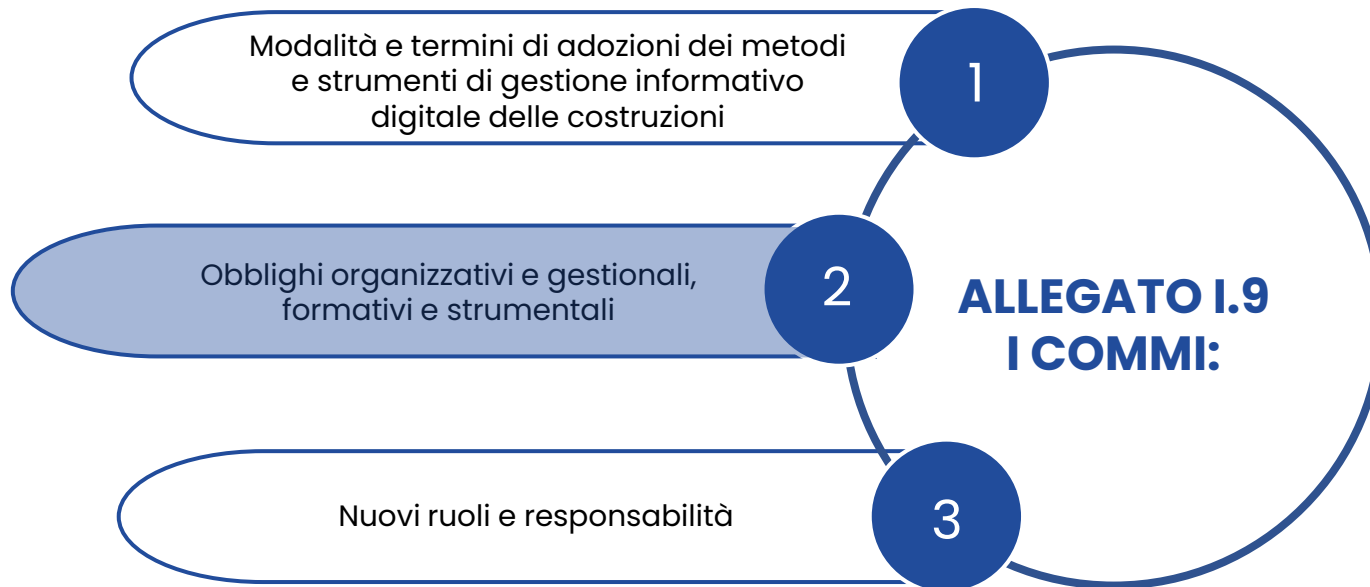 Modalità e termini di adozioni dei metodi
e strumenti di gestione informativo
digitale delle costruzioni
1
Obblighi organizzativi e gestionali,
formativi e strumentali
2
ALLEGATO I.9
I COMMI:
Nuovi ruoli e responsabilità
3